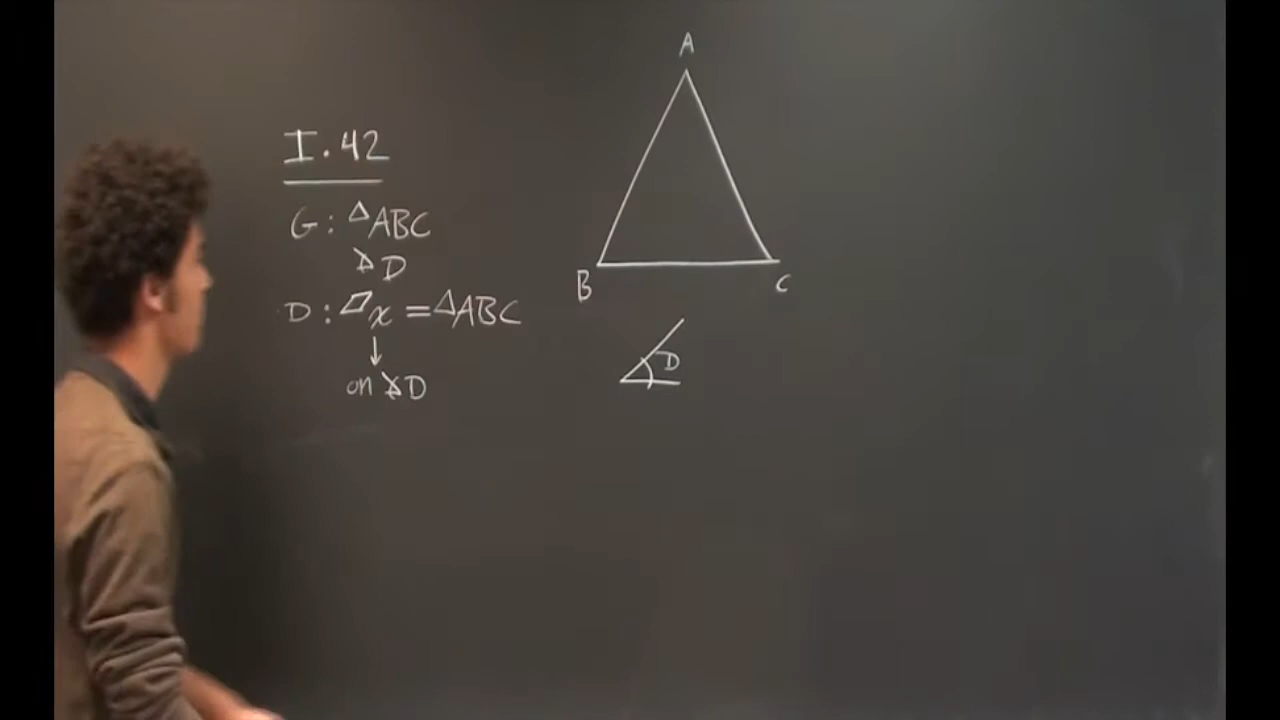 I.42
G: △ABC
∡D
D: ▱x = △ABC
↓
on ∡D
A
B
C
D